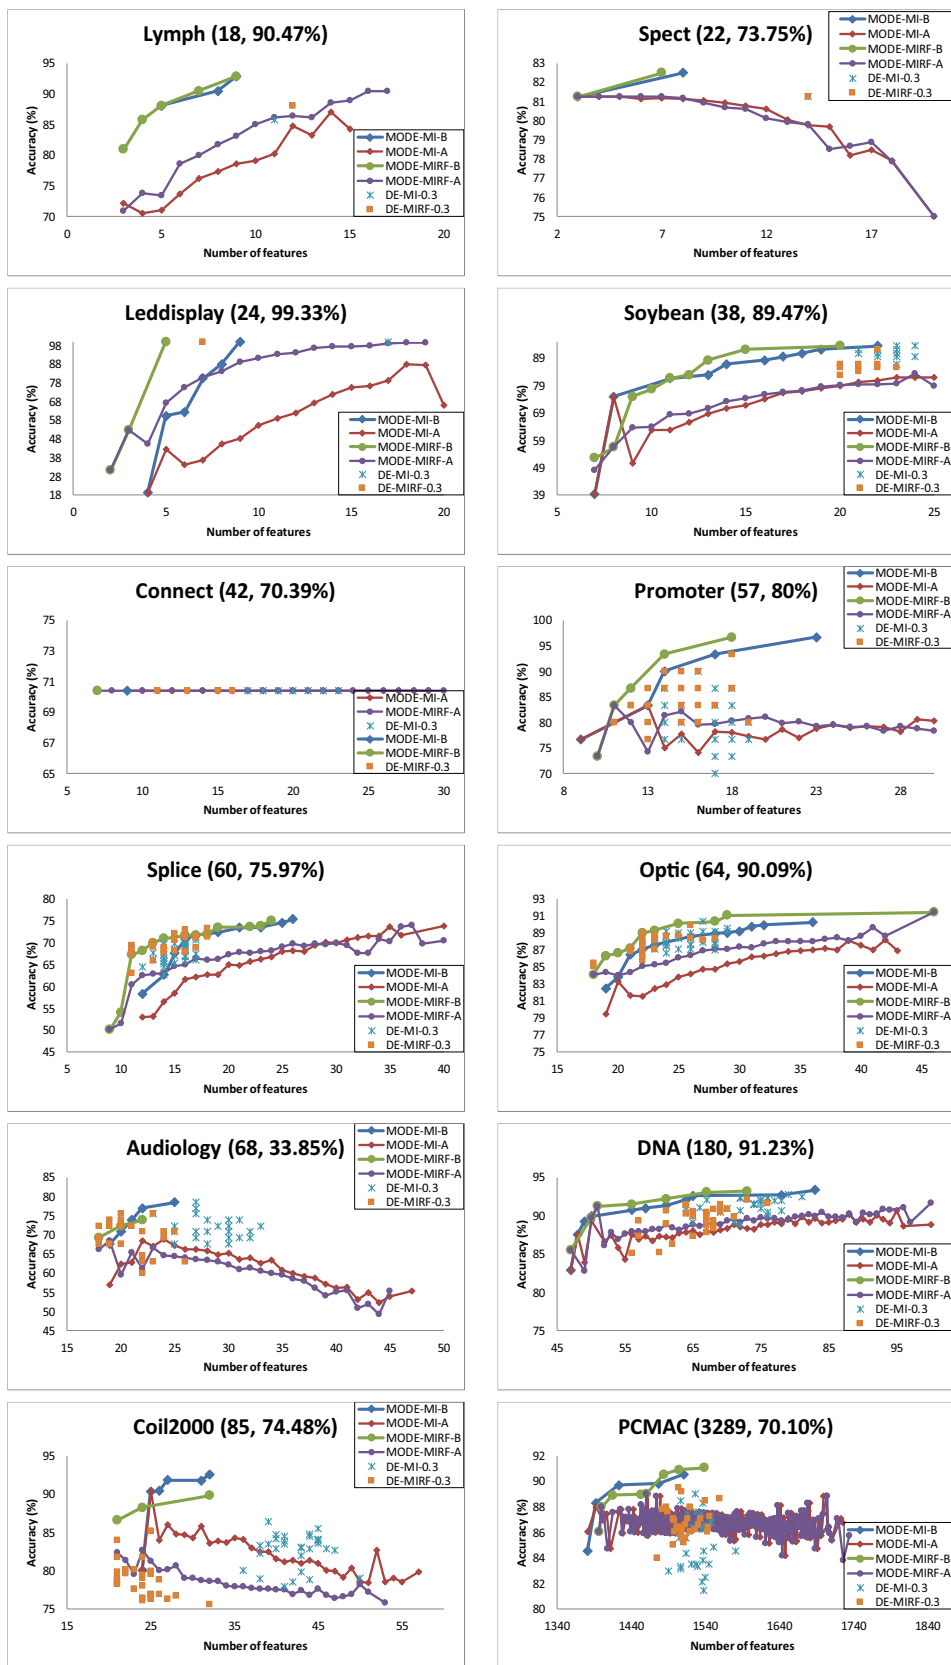 Lymph (18, 90.47%)
Accuracy (%)
95
90
85
80
75
70
0
5
10
15
20
Number of features
MODE-MI-B
MODE-MI-A
MODE-MIRF-B
MODE-MIRF-A
DE-MI-0.3
DE-MIRF-0.3
Spect (22, 73.75%)
Accuracy (%)
83
82
81
80
79
78
77
76
75
2
7
12
17
Number of features
MODE-MI-B
MODE-MI-A
MODE-MIRF-B
MODE-MIRF-A
DE-MI-0.3
DE-MIRF-0.3
Leddisplay (24, 99.33%)
Accuracy (%)
98
88
78
68
58
48
38
28
18
0
5
10
15
20
Number of features
MODE-MI-B
MODE-MI-A
MODE-MIRF-B
MODE-MIRF-A
DE-MI-0.3
DE-MIRF-0.3
Soybean (38, 89.47%)
Accuracy (%)
89
79
69
59
49
39
5
10
15
20
25
Number of features
MODE-MI-B
MODE-MI-A
MODE-MIRF-B
MODE-MIRF-A
DE-MI-0.3
DE-MIRF-0.3
Connect (42, 70.39%)
Accuracy (%)
75
73
71
69
67
65
5
10
15
20
25
30
Number of features
MODE-MI-A
MODE-MIRF-A
DE-MI-0.3
MODE-MI-B
MODE-MIRF-B
DE-MIRF-0.3
Promoter (57, 80%)
Accuracy (%)
100
95
90
85
80
75
70
8
13
18
23
28
Number of features
MODE-MI-B
MODE-MI-A
MODE-MIRF-B
MODE-MIRF-A
DE-MI-0.3
DE-MIRF-0.3
Splice (60, 75.97%)
Accuracy (%)
80
75
70
65
60
55
50
45
5
10
15
20
25
30
35
40
Number of features
MODE-MI-B
MODE-MI-A
MODE-MIRF-B
MODE-MIRF-A
DE-MI-0.3
DE-MIRF-0.3
Optic (64, 90.09%)
Accuracy (%)
93
91
89
87
85
83
81
79
77
75
15
20
25
30
35
40
45
Number of features
MODE-MI-B
MODE-MI-A
MODE-MIRF-B
MODE-MIRF-A
DE-MI-0.3
DE-MIRF-0.3
Audiology (68, 33.85%)
Accuracy (%)
85
80
75
70
65
60
55
50
45
15
20
25
30
35
40
45
50
Number of features
MODE-MI-B
MODE-MI-A
MODE-MIRF-B
MODE-MIRF-A
DE-MI-0.3
DE-MIRF-0.3
DNA (180, 91.23%)
Accuracy (%)
95
90
85
80
75
45
55
65
75
85
95
Number of features
MODE-MI-B
MODE-MI-A
MODE-MIRF-B
MODE-MIRF-A
DE-MI-0.3
DE-MIRF-0.3
Coil2000 (85, 74.48%)
Accuracy (%)
95
90
85
80
75
15
25
35
45
55
Number of features
MODE-MI-B
MODE-MI-A
MODE-MIRF-B
MODE-MIRF-A
DE-MI-0.3
DE-MIRF-0.3
PCMAC (3289, 70.10%)
Accuracy (%)
92
90
88
86
84
82
80
1340
1440
1540
1640
1740
1840
Number of features
MODE-MI-B
MODE-MI-A
MODE-MIRF-B
MODE-MIRF-A
DE-MI-0.3
DE-MIRF-0.3